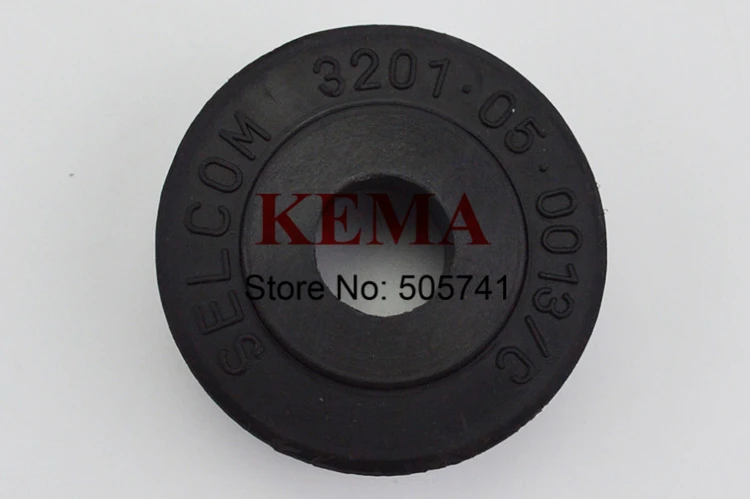 SELCOM 3201·05·0013/C
KEMA
Store No: 505741